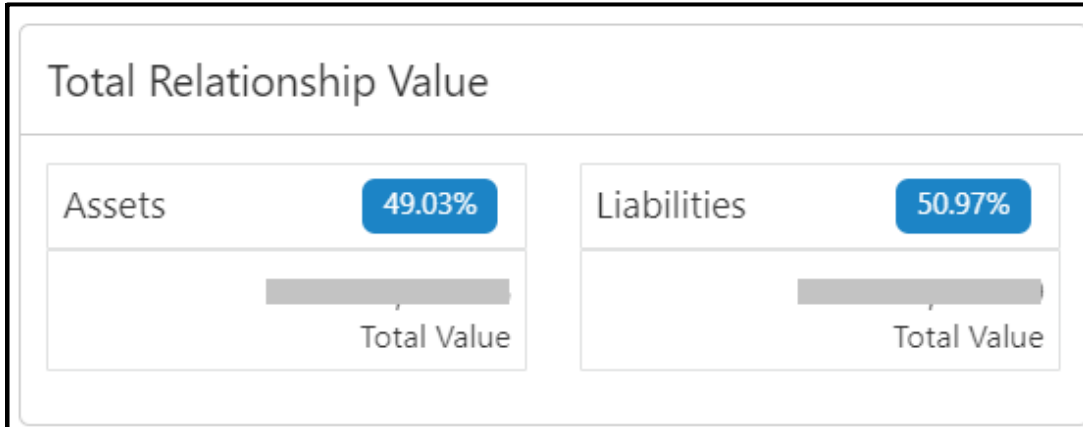 Total Relationship Value
Assets 49.03%
Liabilities 50.97%
Total Value
Total Value